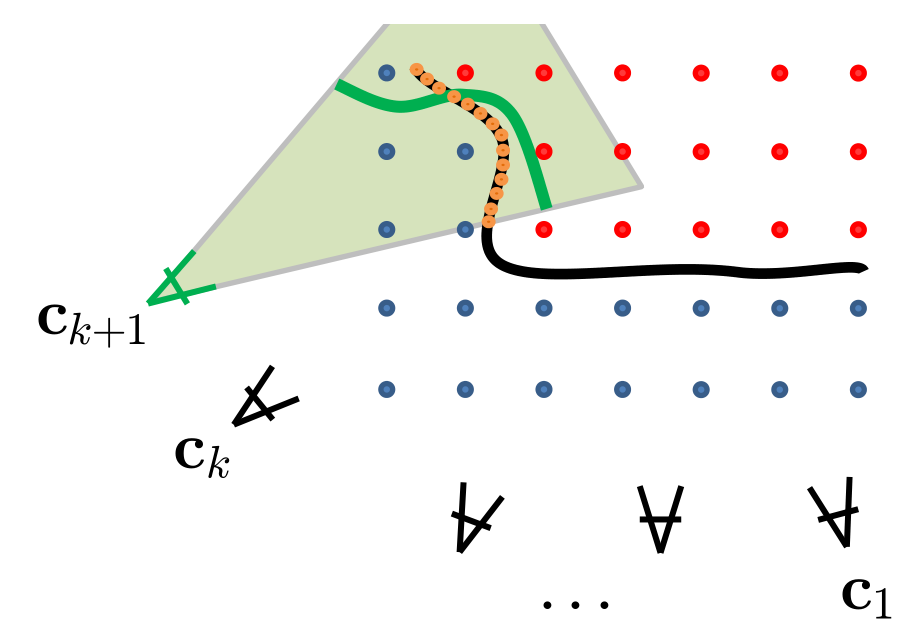 c_{k+1}
c_k
… c_1